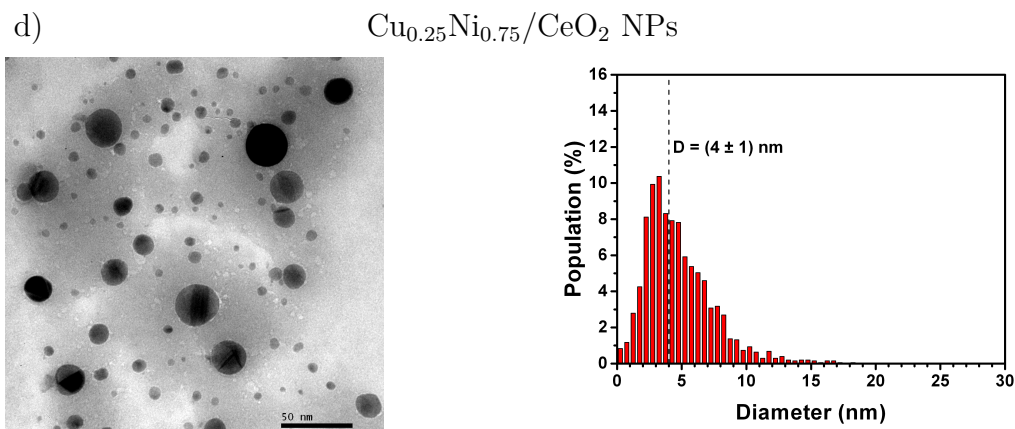 d)
Cu₀.₂₅Ni₀.₇₅/CeO₂ NPs
50 nm
16
14
12
10
8
6
4
2
0
Population (%)
D = (4 ± 1) nm
0 5 10 15 20 25 30
Diameter (nm)